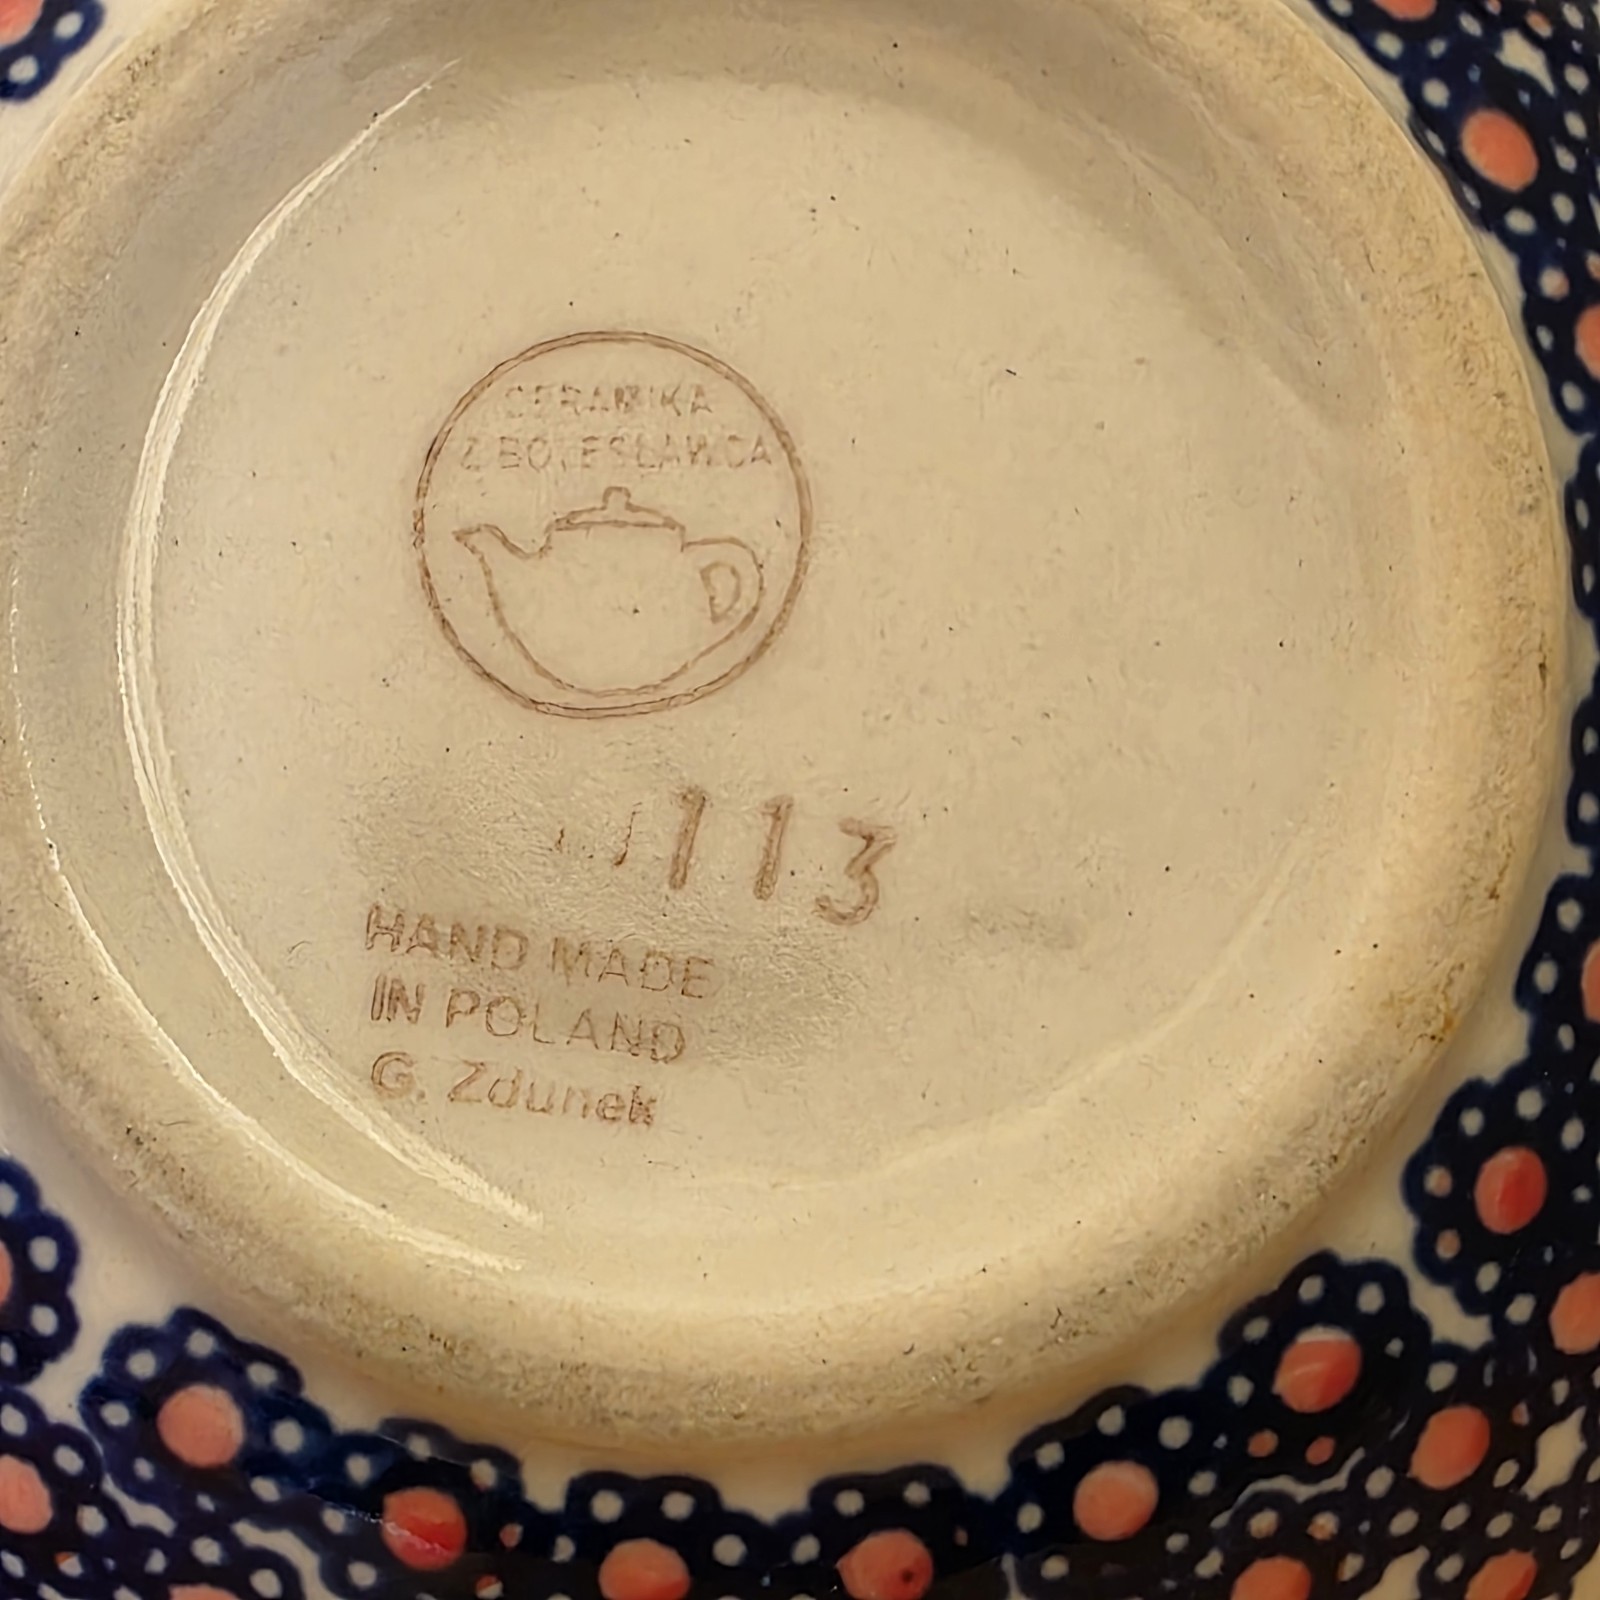 CERAMIKA
Z BOLESŁAWCA
113
HAND MADE
IN POLAND
G. Zdunek